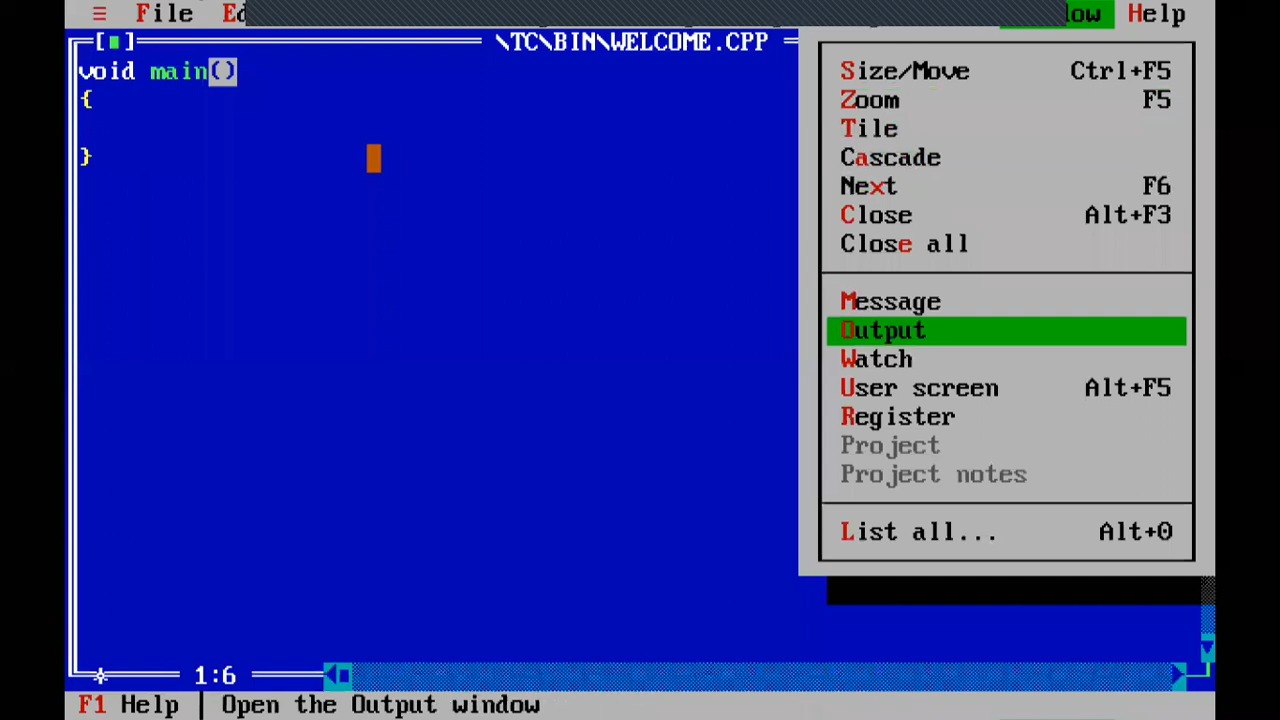 ≡ File Ed ow Help
[■] \TC\BIN\WELCOME.CPP
void main()
{
}
Size/Move Ctrl+F5
Zoom F5
Tile
Cascade
Next F6
Close Alt+F3
Close all
Message
Output
Watch
User screen Alt+F5
Register
Project
Project notes
List all... Alt+0
1:6
F1 Help | Open the Output window